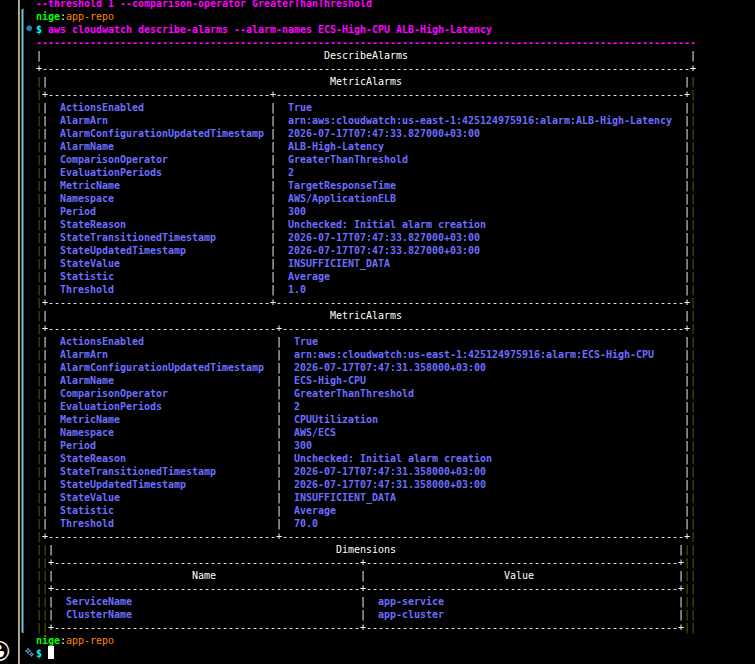 --threshold 1 --comparison-operator GreaterThanThreshold
nige:app-repo
$ aws cloudwatch describe-alarms --alarm-names ECS-High-CPU ALB-High-Latency
DescribeAlarms
MetricAlarms
ActionsEnabled | True
AlarmArn | arn:aws:cloudwatch:us-east-1:425124975916:alarm:ALB-High-Latency
AlarmConfigurationUpdatedTimestamp | 2026-07-17T07:47:33.827000+03:00
AlarmName | ALB-High-Latency
ComparisonOperator | GreaterThanThreshold
EvaluationPeriods | 2
MetricName | TargetResponseTime
Namespace | AWS/ApplicationELB
Period | 300
StateReason | Unchecked: Initial alarm creation
StateTransitionedTimestamp | 2026-07-17T07:47:33.827000+03:00
StateUpdatedTimestamp | 2026-07-17T07:47:33.827000+03:00
StateValue | INSUFFICIENT_DATA
Statistic | Average
Threshold | 1.0
MetricAlarms
ActionsEnabled | True
AlarmArn | arn:aws:cloudwatch:us-east-1:425124975916:alarm:ECS-High-CPU
AlarmConfigurationUpdatedTimestamp | 2026-07-17T07:47:31.358000+03:00
AlarmName | ECS-High-CPU
ComparisonOperator | GreaterThanThreshold
EvaluationPeriods | 2
MetricName | CPUUtilization
Namespace | AWS/ECS
Period | 300
StateReason | Unchecked: Initial alarm creation
StateTransitionedTimestamp | 2026-07-17T07:47:31.358000+03:00
StateUpdatedTimestamp | 2026-07-17T07:47:31.358000+03:00
StateValue | INSUFFICIENT_DATA
Statistic | Average
Threshold | 70.0
Dimensions
Name | Value
ServiceName | app-service
ClusterName | app-cluster
nige:app-repo
$